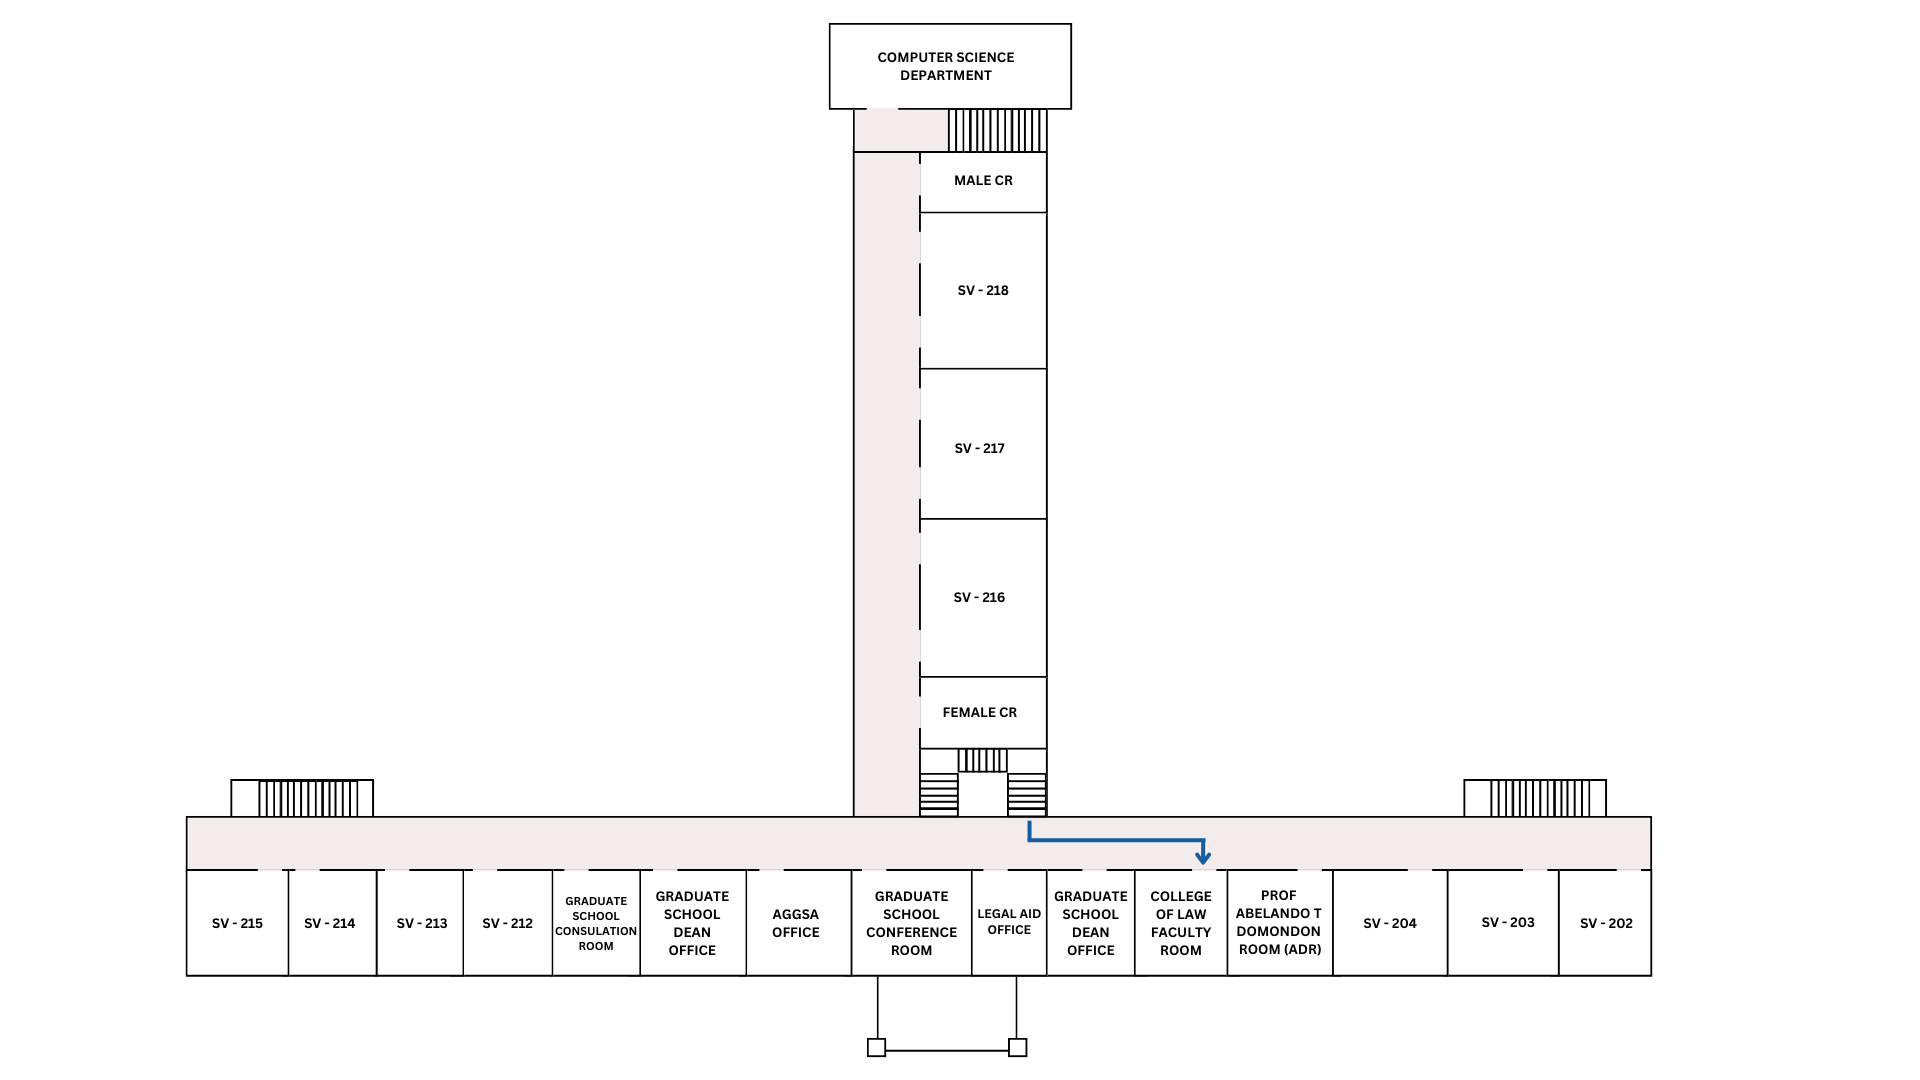 COMPUTER SCIENCE
DEPARTMENT
MALE CR
SV - 218
SV - 217
SV - 216
FEMALE CR
SV - 215
SV - 214
SV - 213
SV - 212
GRADUATE
SCHOOL
CONSULATION
ROOM
GRADUATE
SCHOOL
DEAN
OFFICE
AGGSA
OFFICE
GRADUATE
SCHOOL
CONFERENCE
ROOM
LEGAL AID
OFFICE
GRADUATE
SCHOOL
DEAN
OFFICE
COLLEGE
OF LAW
FACULTY
ROOM
PROF
ABELANDO T
DOMONDON
ROOM (ADR)
SV - 204
SV - 203
SV - 202